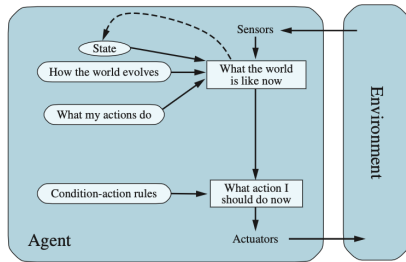 Sensors
State
How the world evolves
What the world
is like now
What my actions do
Condition-action rules
What action I
should do now
Agent
Actuators
Environment